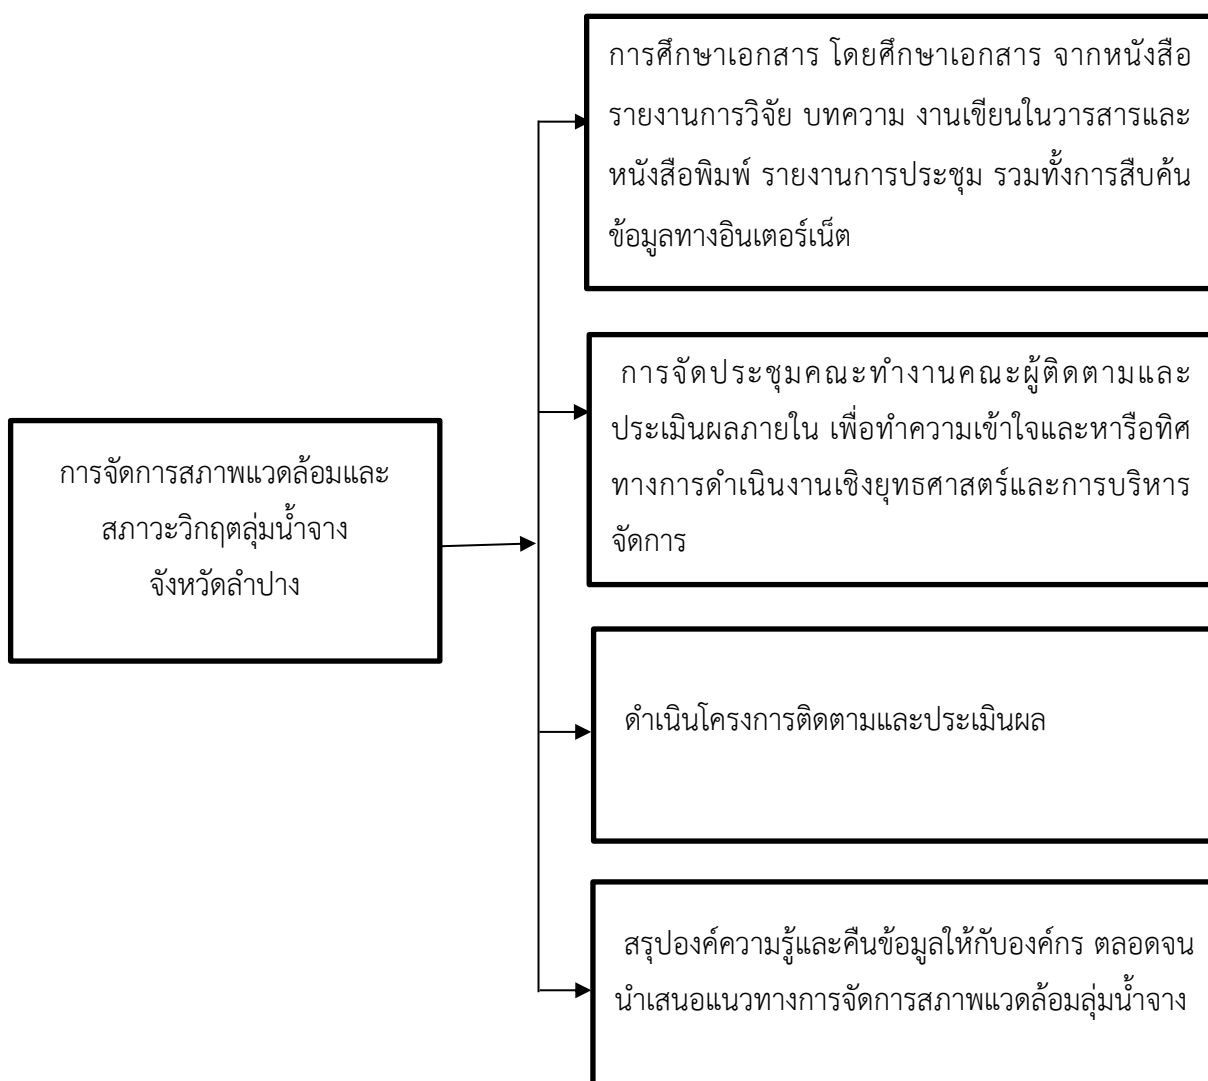 การศึกษาเอกสาร โดยศึกษาเอกสาร จากหนังสือ
รายงานการวิจัย บทความ งานเขียนในวารสารและ
หนังสือพิมพ์ รายงานการประชุม รวมทั้งการสืบค้น
ข้อมูลทางอินเตอร์เน็ต
การจัดประชุมคณะทำงานคณะผู้ติดตามและ
ประเมินผลภายใน เพื่อทำความเข้าใจและหารือทิศ
ทางการดำเนินงานเชิงยุทธศาสตร์และการบริหาร
จัดการ
การจัดการสภาพแวดล้อมและ
สภาวะวิกฤตลุ่มน้ำจาง
จังหวัดลำปาง
ดำเนินโครงการติดตามและประเมินผล
สรุปองค์ความรู้และคืนข้อมูลให้กับองค์กร ตลอดจน
นำเสนอแนวทางการจัดการสภาพแวดล้อมลุ่มน้ำจาง